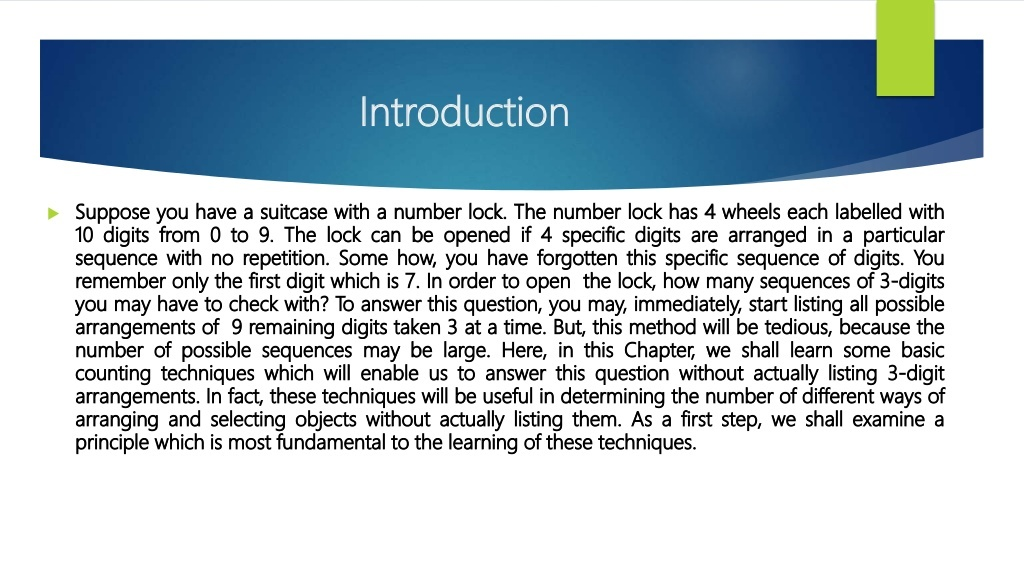 Introduction
Suppose you have a suitcase with a number lock. The number lock has 4 wheels each labelled with
10 digits from 0 to 9. The lock can be opened if 4 specific digits are arranged in a particular
sequence with no repetition. Some how, you have forgotten this specific sequence of digits. You
remember only the first digit which is 7. In order to open  the lock, how many sequences of 3-digits
you may have to check with? To answer this question, you may, immediately, start listing all possible
arrangements of  9 remaining digits taken 3 at a time. But, this method will be tedious, because the
number of possible sequences may be large. Here, in this Chapter, we shall learn some basic
counting techniques which will enable us to answer this question without actually listing 3-digit
arrangements. In fact, these techniques will be useful in determining the number of different ways of
arranging and selecting objects without actually listing them. As a first step, we shall examine a
principle which is most fundamental to the learning of these techniques.